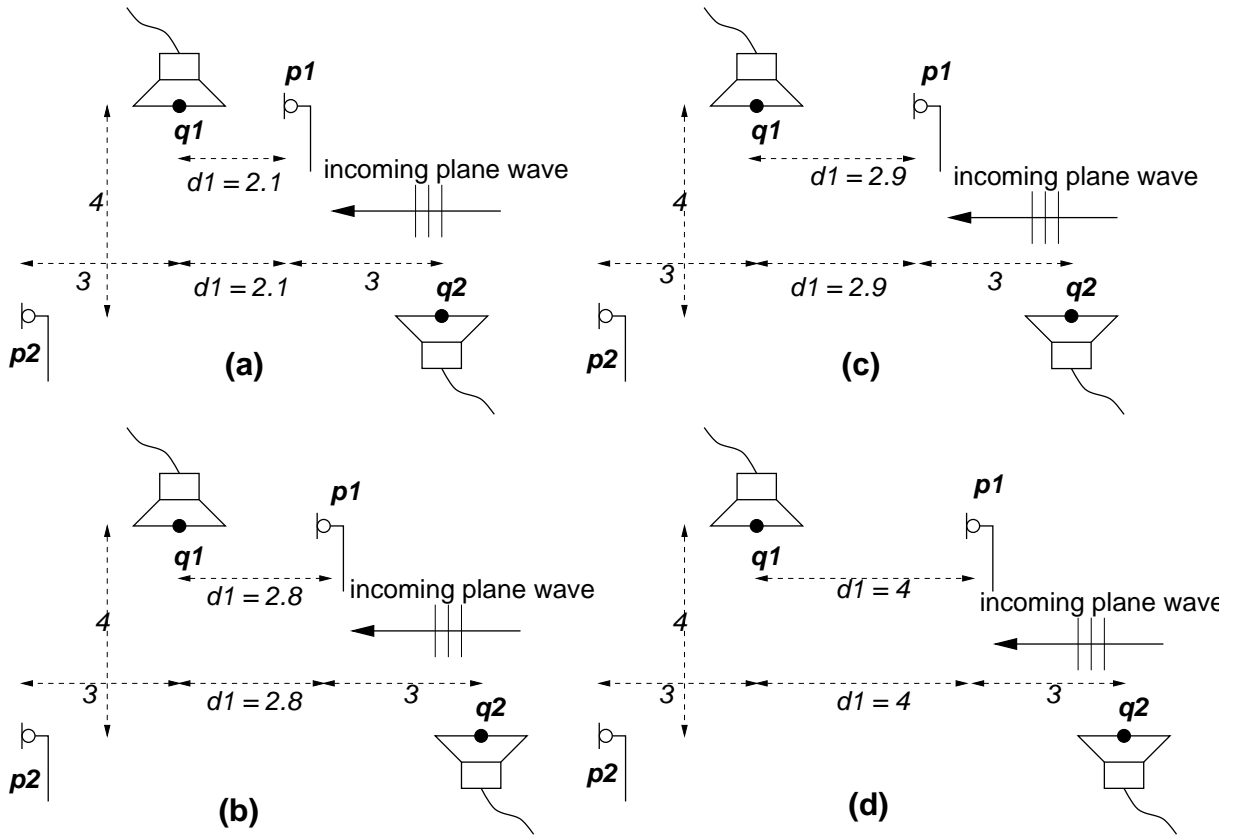 p1
q1
d1 = 2.1
incoming plane wave
4
3
d1 = 2.1
3
q2
p2
(a)
p1
q1
d1 = 2.9
incoming plane wave
4
3
d1 = 2.9
3
q2
p2
(c)
p1
q1
d1 = 2.8
incoming plane wave
4
3
d1 = 2.8
3
q2
p2
(b)
p1
q1
d1 = 4
incoming plane wave
4
3
d1 = 4
3
q2
p2
(d)